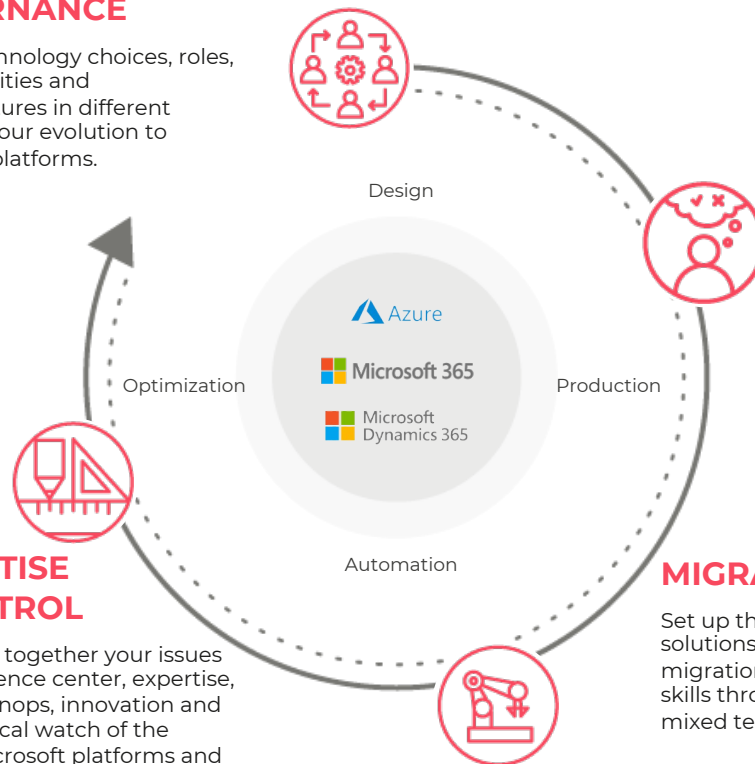 RNANCE
hnology choices, roles,
ities and
ures in different
our evolution to
platforms.
Design
Azure
Microsoft 365
Microsoft
Dynamics 365
Optimization
Production
Automation
TISE
TROL
together your issues
ence center, expertise,
nops, innovation and
cal watch of the
crosoft platforms and
MIGRA
Set up th
solutions
migration
skills thro
mixed te